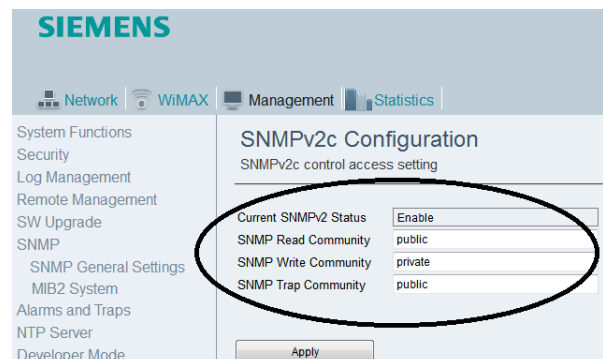 SIEMENS
Network WiMAX Management Statistics
System Functions
Security
Log Management
Remote Management
SW Upgrade
SNMP
SNMP General Settings
MIB2 System
Alarms and Traps
NTP Server
Developer Mode
SNMPv2c Configuration
SNMPv2c control access setting
Current SNMPv2 Status Enable
SNMP Read Community public
SNMP Write Community private
SNMP Trap Community public
Apply